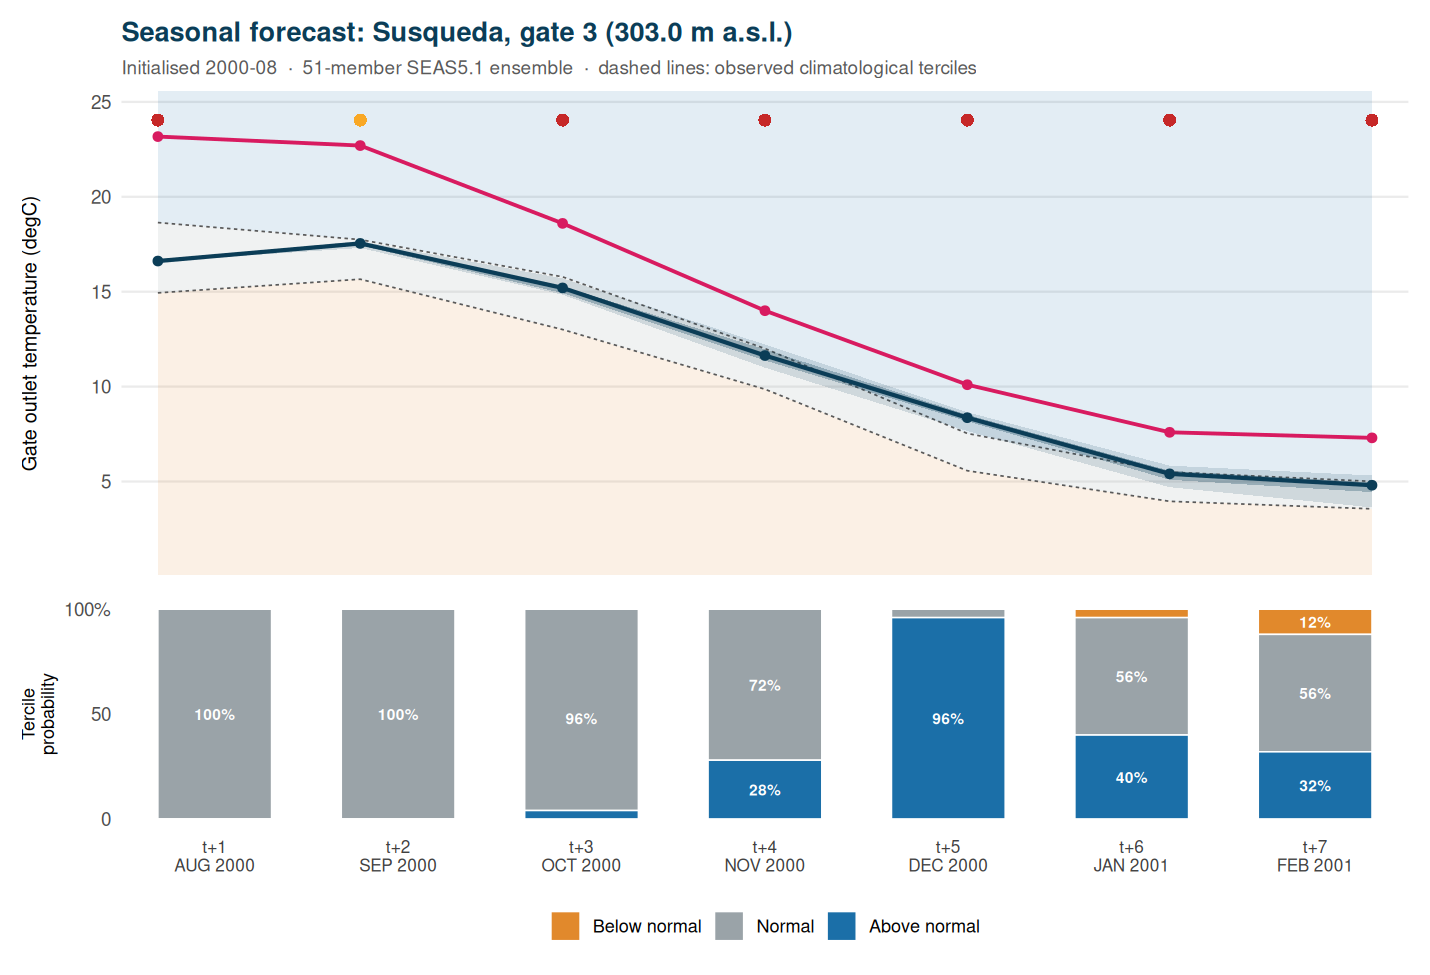 Seasonal forecast: Susqueda, gate 3 (303.0 m a.s.l.)
Initialised 2000-08 · 51-member SEAS5.1 ensemble · dashed lines: observed climatological terciles
Gate outlet temperature (degC)
25
20
15
10
5
Tercile
probability
100%
50
0
100%
100%
96%
72%
28%
96%
56%
40%
12%
56%
32%
t+1
AUG 2000
t+2
SEP 2000
t+3
OCT 2000
t+4
NOV 2000
t+5
DEC 2000
t+6
JAN 2001
t+7
FEB 2001
Below normal
Normal
Above normal